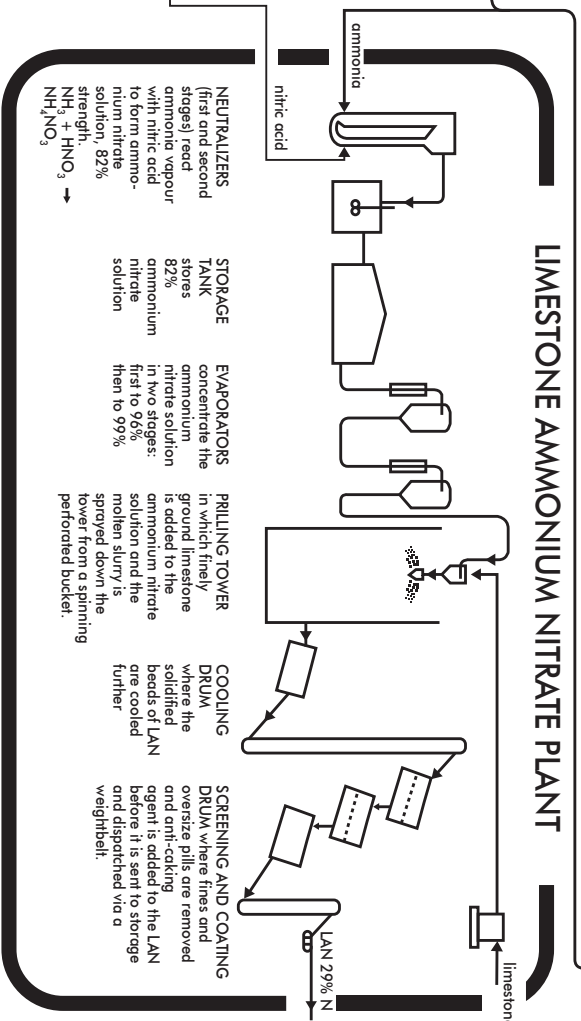 LIMESTONE AMMONIUM NITRATE PLANT
ammonia
nitric acid
limeston
LAN 29% N
NEUTRALIZERS
(first and second
stages) react
ammonia vapour
with nitric acid
to form ammo-
nium nitrate
solution, 82%
strength.
NH₃ + HNO₃ →
NH₄NO₃
STORAGE
TANK
stores
82%
ammonium
nitrate
solution
EVAPORATORS
concentrate the
ammonium
nitrate solution
in two stages:
first to 96%
then to 99%
PRILLING TOWER
in which finely
ground limestone
is added to the
ammonium nitrate
solution and the
molten slurry is
sprayed down the
tower from a spinning
perforated bucket.
COOLING
DRUM
where the
solidified
beads of LAN
are cooled
further
SCREENING AND COATING
DRUM where fines and
oversize pills are removed
and anti-caking
agent is added to the LAN
before it is sent to storage
and dispatched via a
weightbelt.